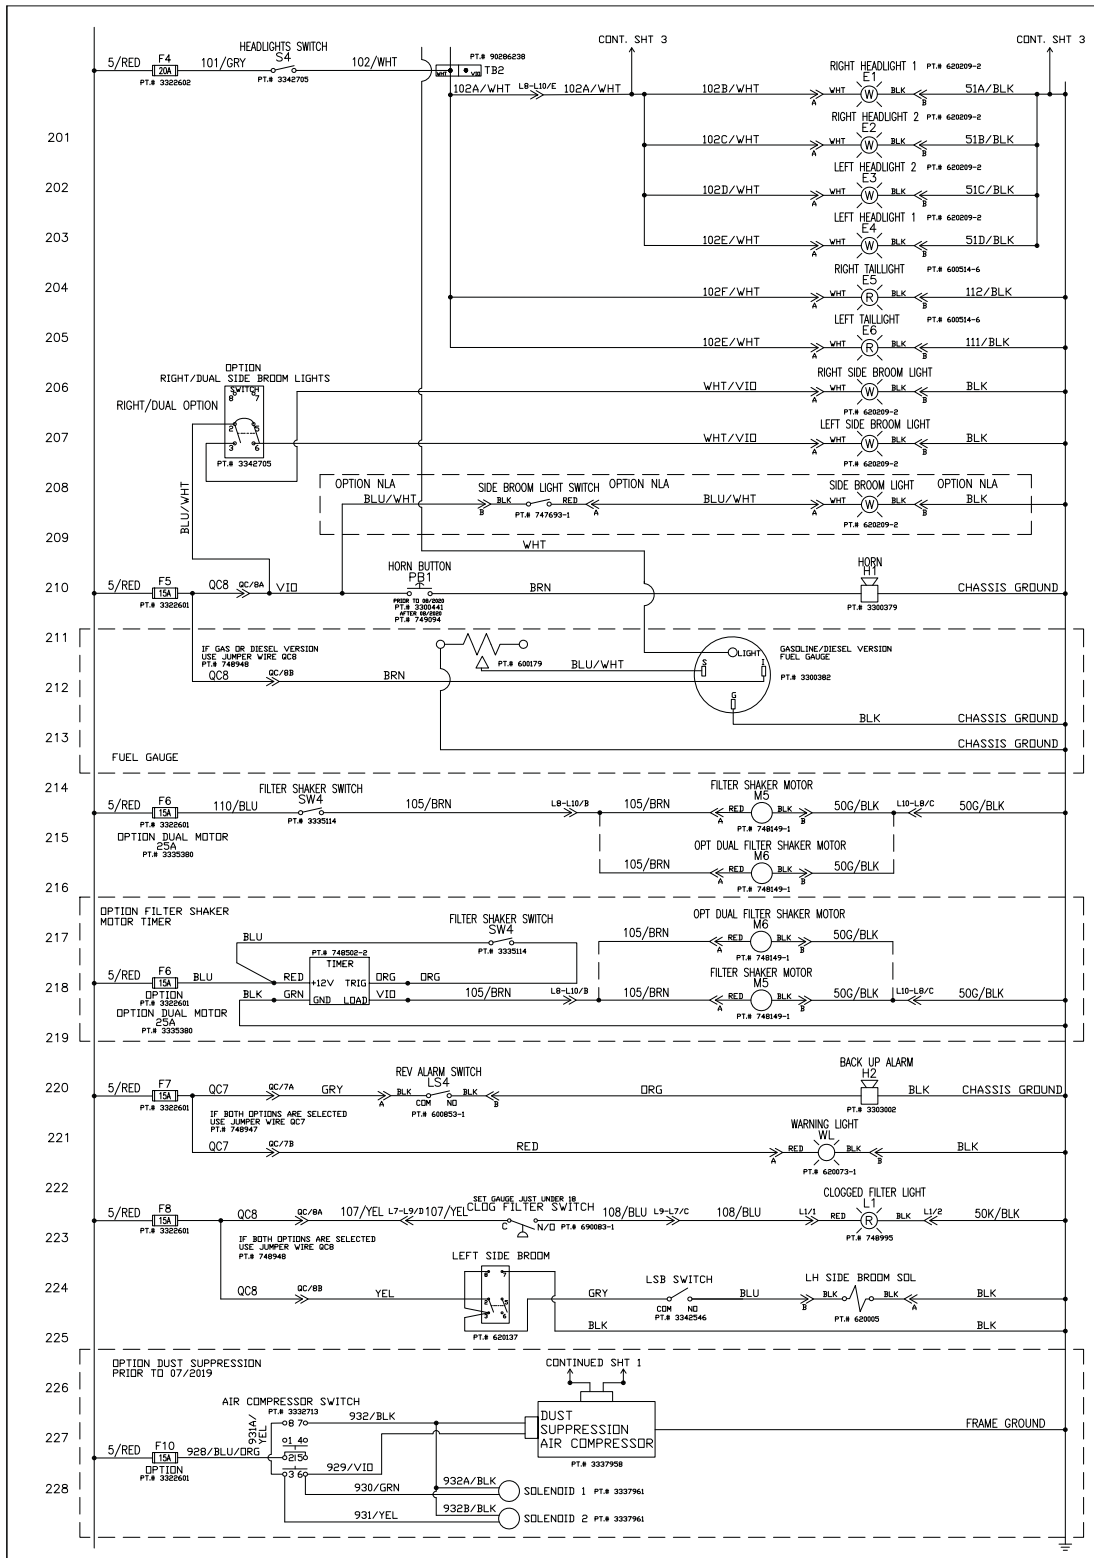 CONT. SHT 3
CONT. SHT 3
HEADLIGHTS SWITCH
S4
PT.# 3342705
5/RED
F4
20A
PT.# 3322602
101/GRY
102/WHT
PT.# 90286238
WHT
VIO
TB2
102A/WHT
L8-L10/E
102A/WHT
RIGHT HEADLIGHT 1 PT.# 620209-2
E1
102B/WHT
A
WHT
W
BLK
B
51A/BLK
201
RIGHT HEADLIGHT 2 PT.# 620209-2
E2
102C/WHT
A
WHT
W
BLK
B
51B/BLK
202
LEFT HEADLIGHT 2 PT.# 620209-2
E3
102D/WHT
A
WHT
W
BLK
B
51C/BLK
203
LEFT HEADLIGHT 1 PT.# 620209-2
E4
102E/WHT
A
WHT
W
BLK
B
51D/BLK
204
RIGHT TAILLIGHT PT.# 600514-6
E5
102F/WHT
A
WHT
R
BLK
B
112/BLK
205
LEFT TAILLIGHT PT.# 600514-6
E6
102E/WHT
A
WHT
R
BLK
B
111/BLK
206
OPTION
RIGHT/DUAL SIDE BROOM LIGHTS
SWITCH
8 7
RIGHT/DUAL OPTION
2 5
3 6
PT.# 3342705
RIGHT SIDE BROOM LIGHT
WHT/VIO
A
WHT
W
BLK
B
BLK
PT.# 620209-2
207
LEFT SIDE BROOM LIGHT
WHT/VIO
A
WHT
W
BLK
B
BLK
PT.# 620209-2
208
BLU/WHT
OPTION NLA
SIDE BROOM LIGHT SWITCH
OPTION NLA
SIDE BROOM LIGHT
OPTION NLA
BLU/WHT
B
BLK
RED
A
PT.# 747693-1
BLU/WHT
A
WHT
W
BLK
B
BLK
PT.# 620209-2
209
WHT
210
5/RED
F5
15A
PT.# 3322601
QC8
QC/8A
VIO
HORN BUTTON
PB1
PRIOR TO 08/2020
PT.# 3300441
AFTER 08/2020
PT.# 749094
BRN
HORN
H1
PT.# 3300379
CHASSIS GROUND
211
IF GAS OR DIESEL VERSION
USE JUMPER WIRE QC8
PT.# 748948
QC8
QC/8B
BRN
PT.# 600179
BLU/WHT
LIGHT
S
I
G
GASOLINE/DIESEL VERSION
FUEL GAUGE
PT.# 3300382
212
BLK
CHASSIS GROUND
213
CHASSIS GROUND
FUEL GAUGE
214
5/RED
F6
15A
PT.# 3322601
OPTION DUAL MOTOR
25A
PT.# 3335380
110/BLU
FILTER SHAKER SWITCH
SW4
PT.# 3335114
105/BRN
L8-L10/B
105/BRN
FILTER SHAKER MOTOR
M5
A
RED
BLK
B
PT.# 748149-1
50G/BLK
L10-L8/C
50G/BLK
215
OPT DUAL FILTER SHAKER MOTOR
M6
105/BRN
A
RED
BLK
B
PT.# 748149-1
50G/BLK
216
OPTION FILTER SHAKER
MOTOR TIMER
217
BLU
FILTER SHAKER SWITCH
SW4
PT.# 3335114
OPT DUAL FILTER SHAKER MOTOR
M6
105/BRN
A
RED
BLK
B
PT.# 748149-1
50G/BLK
218
5/RED
F6
15A
OPTION
PT.# 3322601
OPTION DUAL MOTOR
25A
PT.# 3335380
BLU
RED
BLK
GRN
PT.# 748502-2
TIMER
+12V TRIG
GND LOAD
ORG
ORG
VIO
105/BRN
L8-L10/B
105/BRN
FILTER SHAKER MOTOR
M5
A
RED
BLK
B
PT.# 748149-1
50G/BLK
L10-L8/C
50G/BLK
219
220
5/RED
F7
15A
PT.# 3322601
QC7
QC/7A
GRY
REV ALARM SWITCH
LS4
A
BLK
COM NO
BLK
B
PT.# 600853-1
ORG
BACK UP ALARM
H2
PT.# 3303002
BLK
CHASSIS GROUND
IF BOTH OPTIONS ARE SELECTED
USE JUMPER WIRE QC7
PT.# 748947
221
QC7
QC/7B
RED
WARNING LIGHT
WL
A
RED
BLK
B
PT.# 620073-1
BLK
222
5/RED
F8
15A
PT.# 3322601
QC8
QC/8A
107/YEL
L7-L9/D
107/YEL
SET GAUGE JUST UNDER 18
CLOG FILTER SWITCH
C
N/O
PT.# 690083-1
108/BLU
L9-L7/C
108/BLU
CLOGGED FILTER LIGHT
L1
L1/1
RED
R
BLK
L1/2
PT.# 748995
50K/BLK
223
IF BOTH OPTIONS ARE SELECTED
USE JUMPER WIRE QC8
PT.# 748948
224
QC8
QC/8B
YEL
LEFT SIDE BROOM
8 7
2 5
3 6
PT.# 620137
GRY
LSB SWITCH
COM NO
PT.# 3342546
BLU
LH SIDE BROOM SOL
B
BLK
BLK
A
PT.# 620005
BLK
225
BLK
BLK
OPTION DUST SUPPRESSION
PRIOR TO 07/2019
226
AIR COMPRESSOR SWITCH
PT.# 3332713
CONTINUED SHT 1
931A/
YEL
8 7
1 4
2 5
3 6
932/BLK
DUST
SUPPRESSION
AIR COMPRESSOR
PT.# 3337958
FRAME GROUND
227
5/RED
F10
15A
OPTION
PT.# 3322601
928/BLU/ORG
929/VIO
228
930/GRN
932A/BLK
SOLENOID 1 PT.# 3337961
931/YEL
932B/BLK
SOLENOID 2 PT.# 3337961